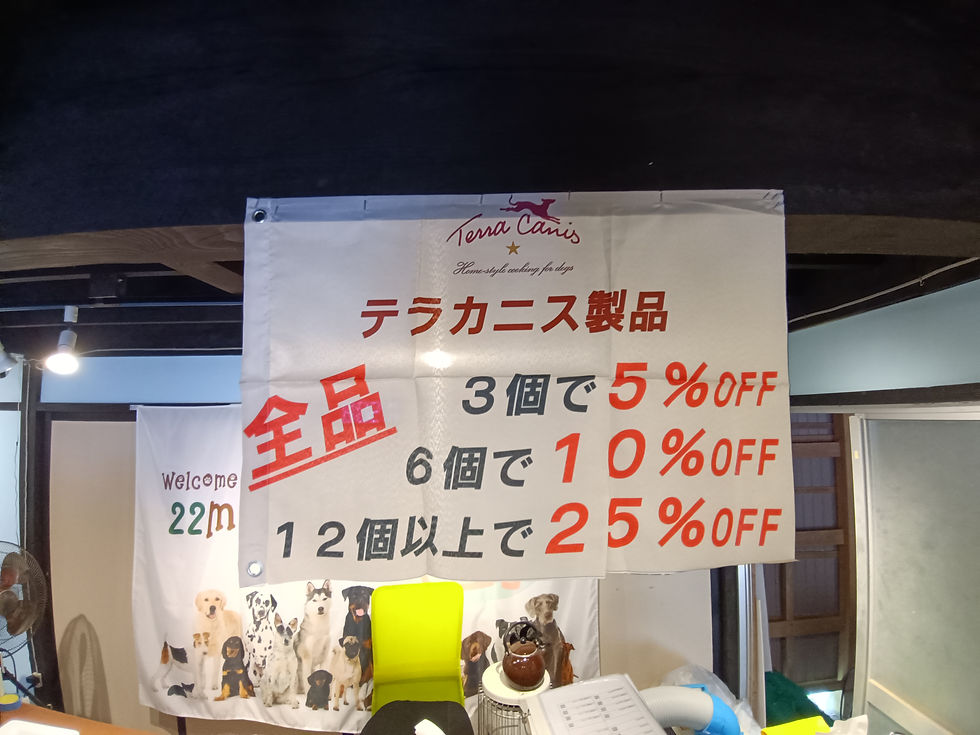 Terra Canis
Home-style cooking for dogs
テラカニス製品
全品
3個で5%OFF
6個で10%OFF
12個以上で25%OFF
Welcome
22m